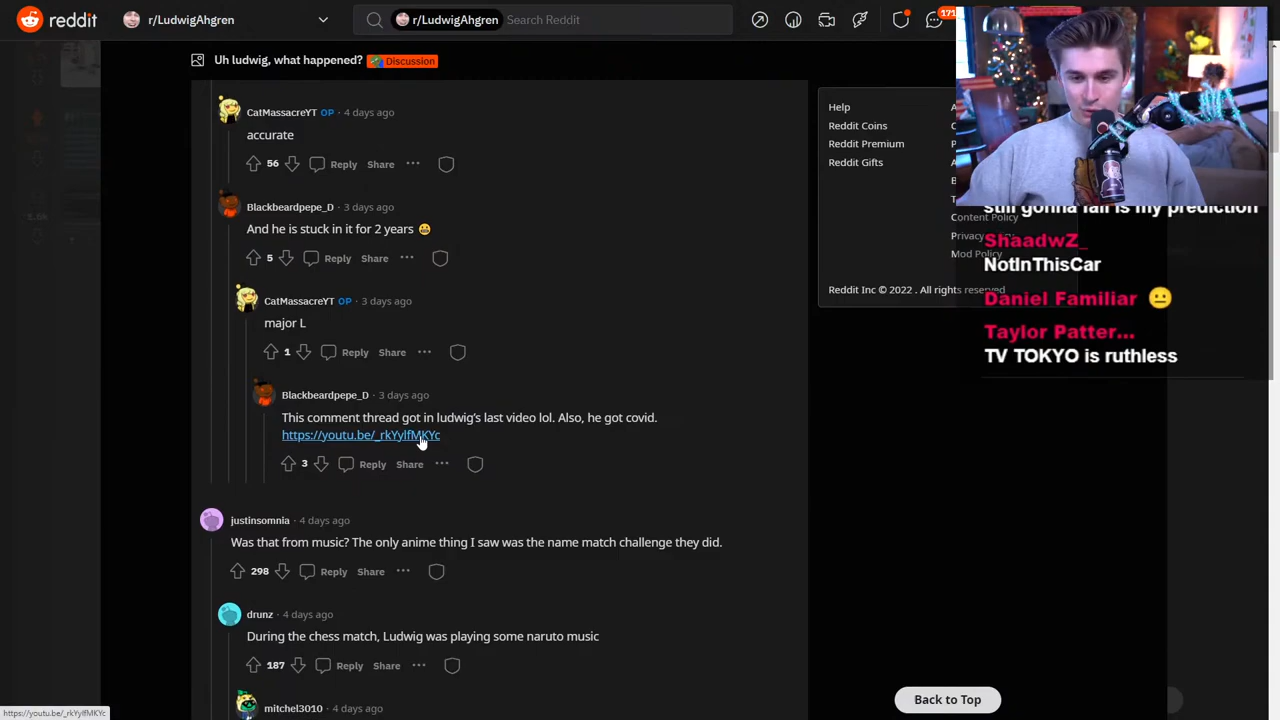 reddit
r/LudwigAhgren
r/LudwigAhgren
Search Reddit
171
Uh ludwig, what happened?
Discussion
CatMassacreYT OP · 4 days ago
accurate
56 Reply Share ···
Blackbeardpepe_D · 3 days ago
And he is stuck in it for 2 years 😬
5 Reply Share ···
CatMassacreYT OP · 3 days ago
major L
1 Reply Share ···
Blackbeardpepe_D · 3 days ago
This comment thread got in ludwig's last video lol. Also, he got covid.
https://youtu.be/_rkYylfMKYc
3 Reply Share ···
justinsomnia · 4 days ago
Was that from music? The only anime thing I saw was the name match challenge they did.
298 Reply Share ···
drunz · 4 days ago
During the chess match, Ludwig was playing some naruto music
187 Reply Share ···
mitchel3010 · 4 days ago
Help
Reddit Coins
Reddit Premium
Reddit Gifts
Content Policy
Mod Policy
Reddit Inc © 2022 . All rights reserved
still gonna fall is my prediction
ShaadwZ_
NotInThisCar
Daniel Familiar 😐
Taylor Patter...
TV TOKYO is ruthless
Back to Top
https://youtu.be/_rkYylfMKYc